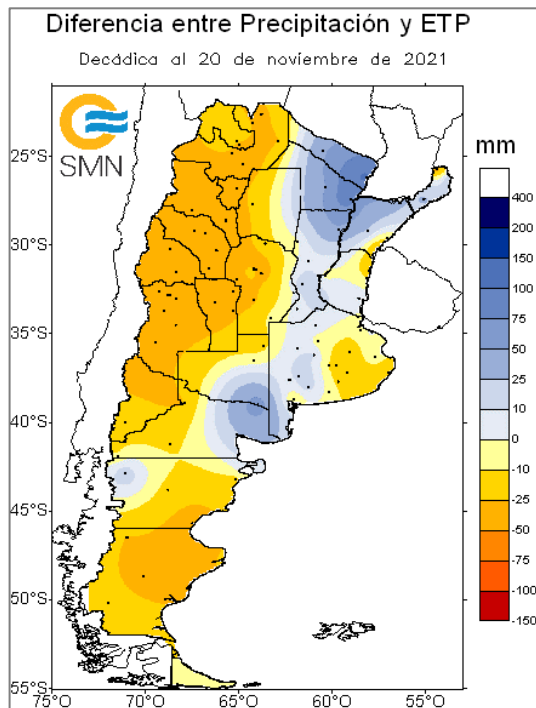 Diferencia entre Precipitación y ETP
Decádica al 20 de noviembre de 2021
SMN
mm
400
200
150
100
75
50
25
10
0
-10
-25
-50
-75
-100
-150
25°S
30°S
35°S
40°S
45°S
50°S
55°S
75°O
70°O
65°O
60°O
55°O